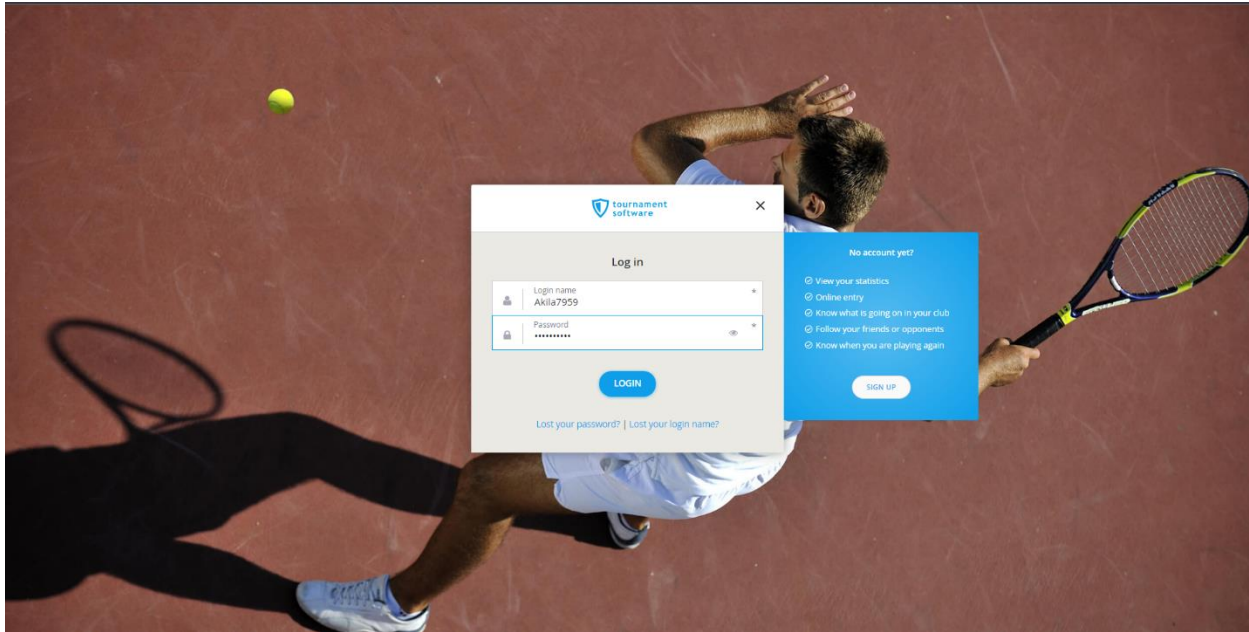 tournament
software
Log in
Login name
*
Akila7959
Password
*
••••••••••
LOGIN
Lost your password? | Lost your login name?
No account yet?
View your statistics
Online entry
Know what is going on in your club
Follow your friends or opponents
Know when you are playing again
SIGN UP